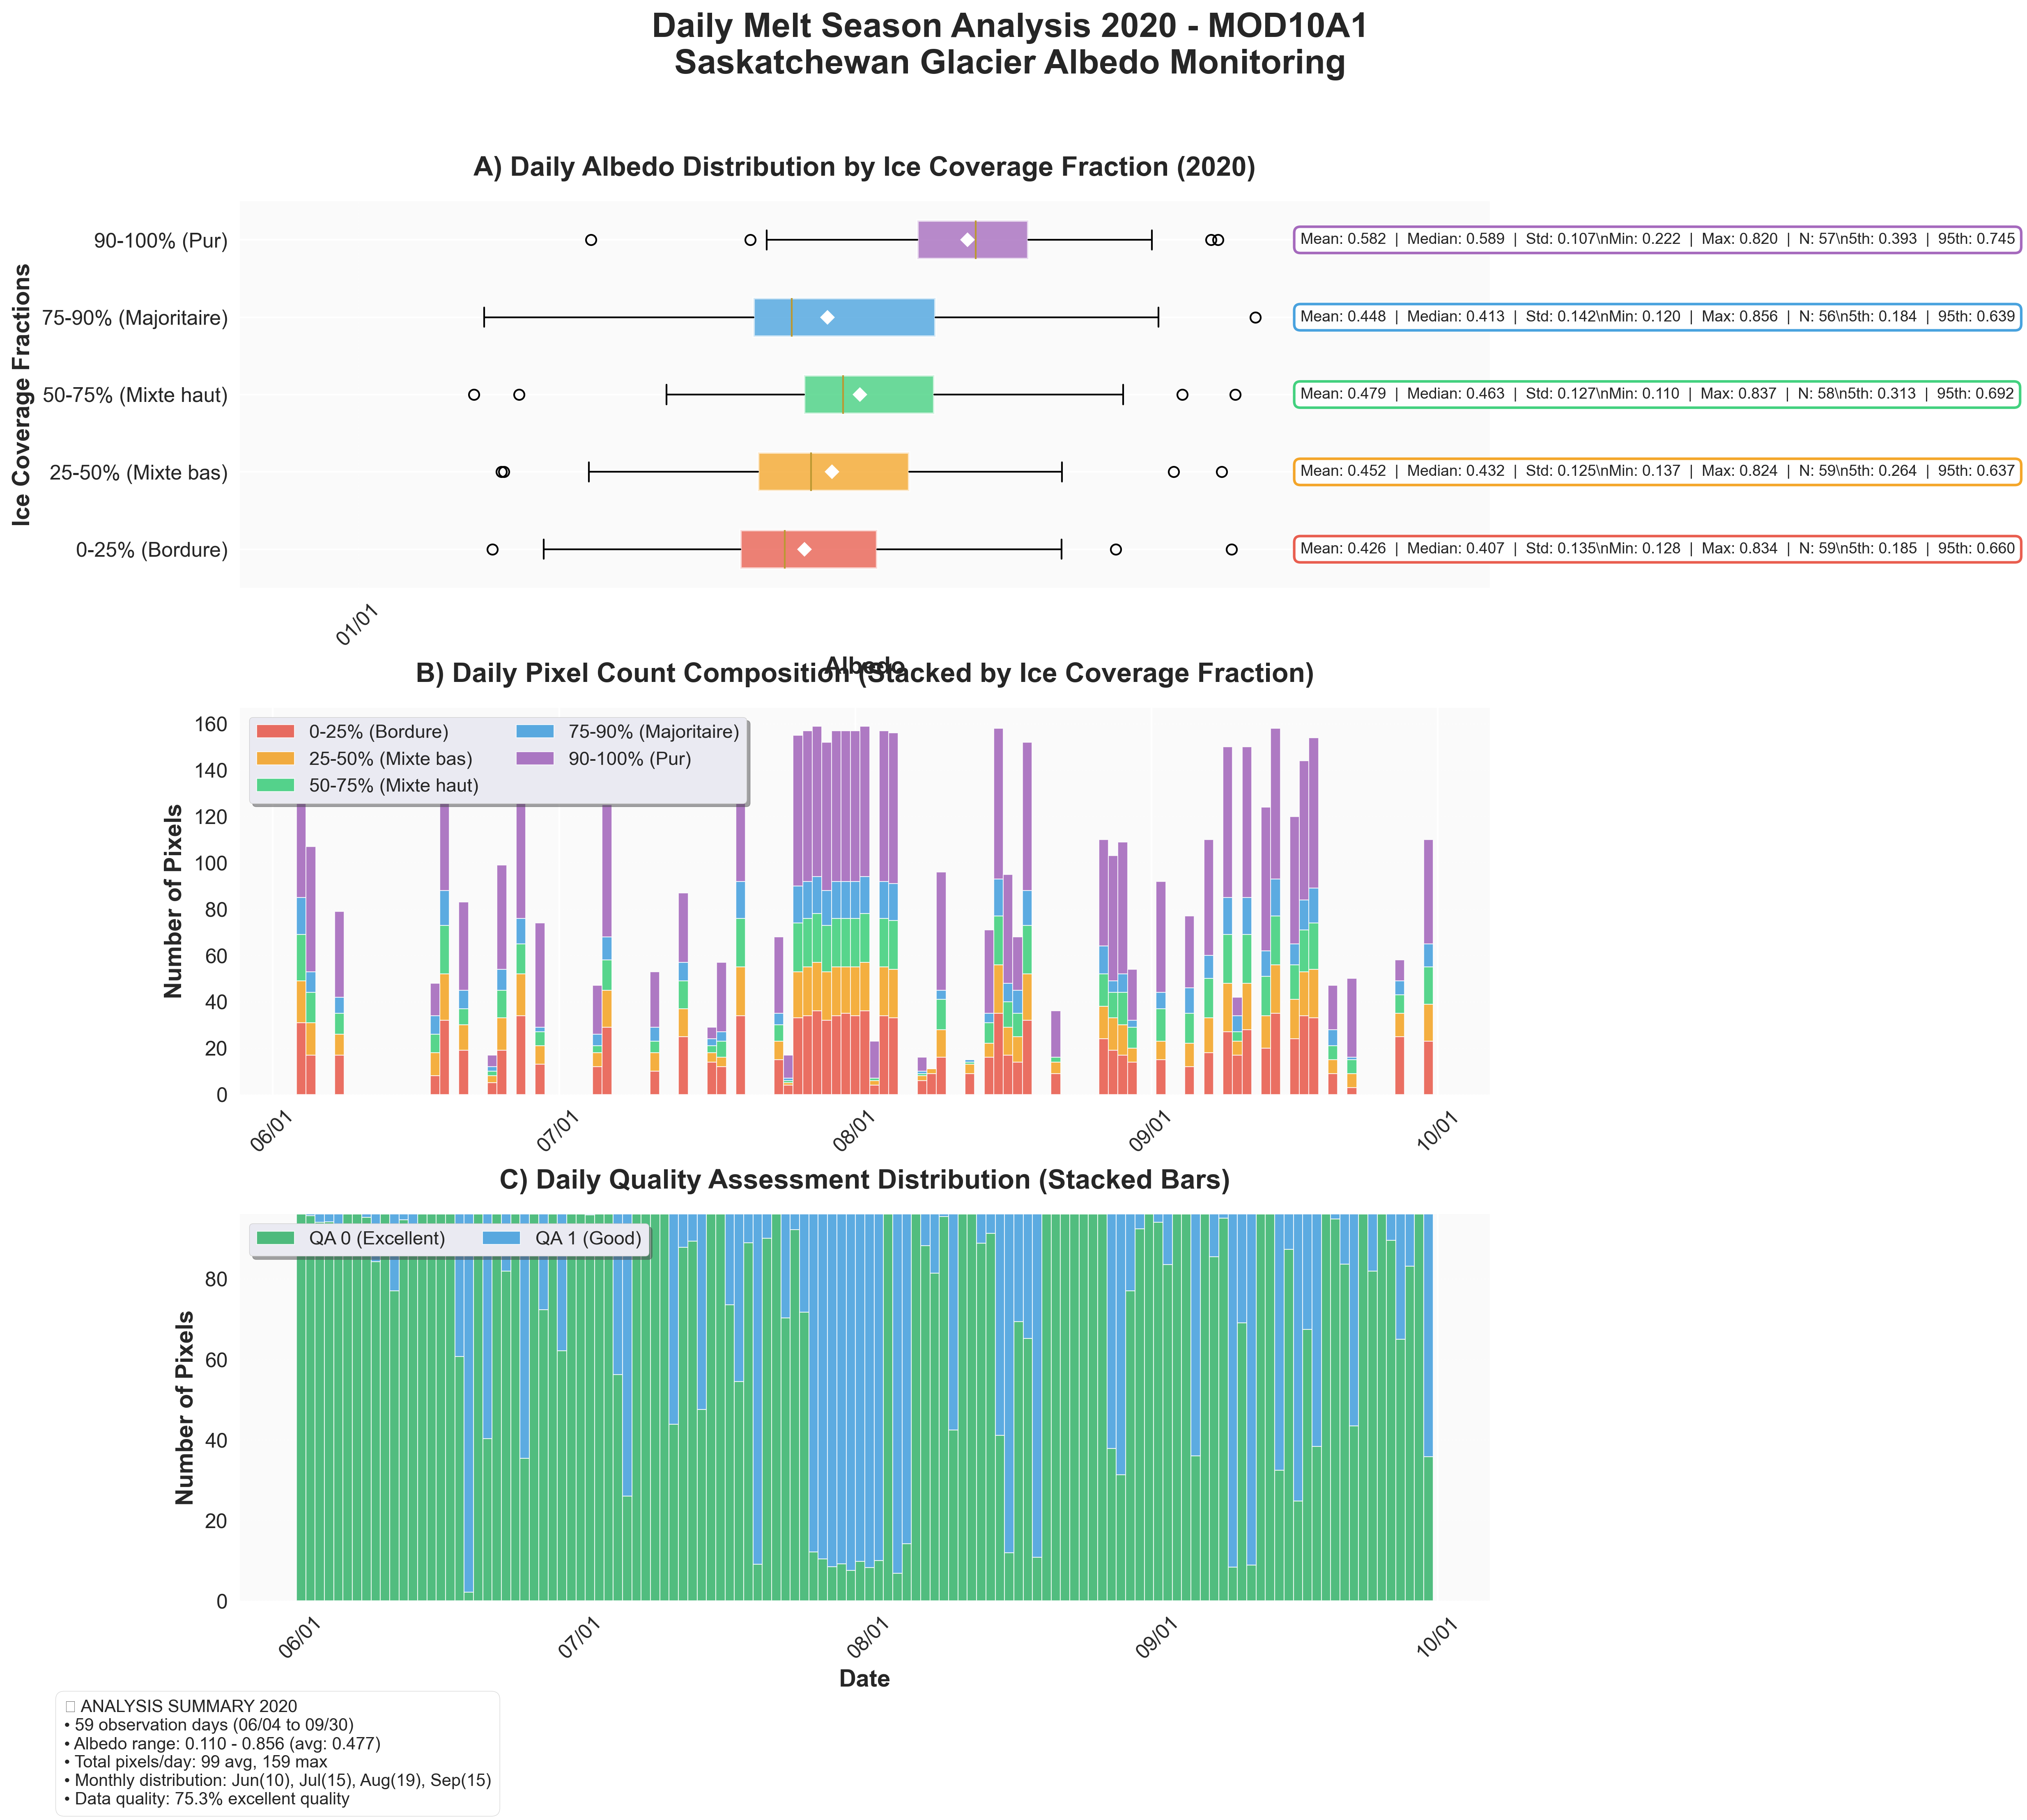 Daily Melt Season Analysis 2020 - MOD10A1
Saskatchewan Glacier Albedo Monitoring
A) Daily Albedo Distribution by Ice Coverage Fraction (2020)
Ice Coverage Fractions
90-100% (Pur)
Mean: 0.582 | Median: 0.589 | Std: 0.107\nMin: 0.222 | Max: 0.820 | N: 57\n5th: 0.393 | 95th: 0.745
75-90% (Majoritaire)
Mean: 0.448 | Median: 0.413 | Std: 0.142\nMin: 0.120 | Max: 0.856 | N: 56\n5th: 0.184 | 95th: 0.639
50-75% (Mixte haut)
Mean: 0.479 | Median: 0.463 | Std: 0.127\nMin: 0.110 | Max: 0.837 | N: 58\n5th: 0.313 | 95th: 0.692
25-50% (Mixte bas)
Mean: 0.452 | Median: 0.432 | Std: 0.125\nMin: 0.137 | Max: 0.824 | N: 59\n5th: 0.264 | 95th: 0.637
0-25% (Bordure)
Mean: 0.426 | Median: 0.407 | Std: 0.135\nMin: 0.128 | Max: 0.834 | N: 59\n5th: 0.185 | 95th: 0.660
01/01
Albedo
B) Daily Pixel Count Composition (Stacked by Ice Coverage Fraction)
Number of Pixels
160
140
120
100
80
60
40
20
0
0-25% (Bordure)
25-50% (Mixte bas)
50-75% (Mixte haut)
75-90% (Majoritaire)
90-100% (Pur)
06/01
07/01
08/01
09/01
10/01
C) Daily Quality Assessment Distribution (Stacked Bars)
Number of Pixels
80
60
40
20
0
QA 0 (Excellent)
QA 1 (Good)
06/01
07/01
08/01
09/01
10/01
Date
ANALYSIS SUMMARY 2020
• 59 observation days (06/04 to 09/30)
• Albedo range: 0.110 - 0.856 (avg: 0.477)
• Total pixels/day: 99 avg, 159 max
• Monthly distribution: Jun(10), Jul(15), Aug(19), Sep(15)
• Data quality: 75.3% excellent quality